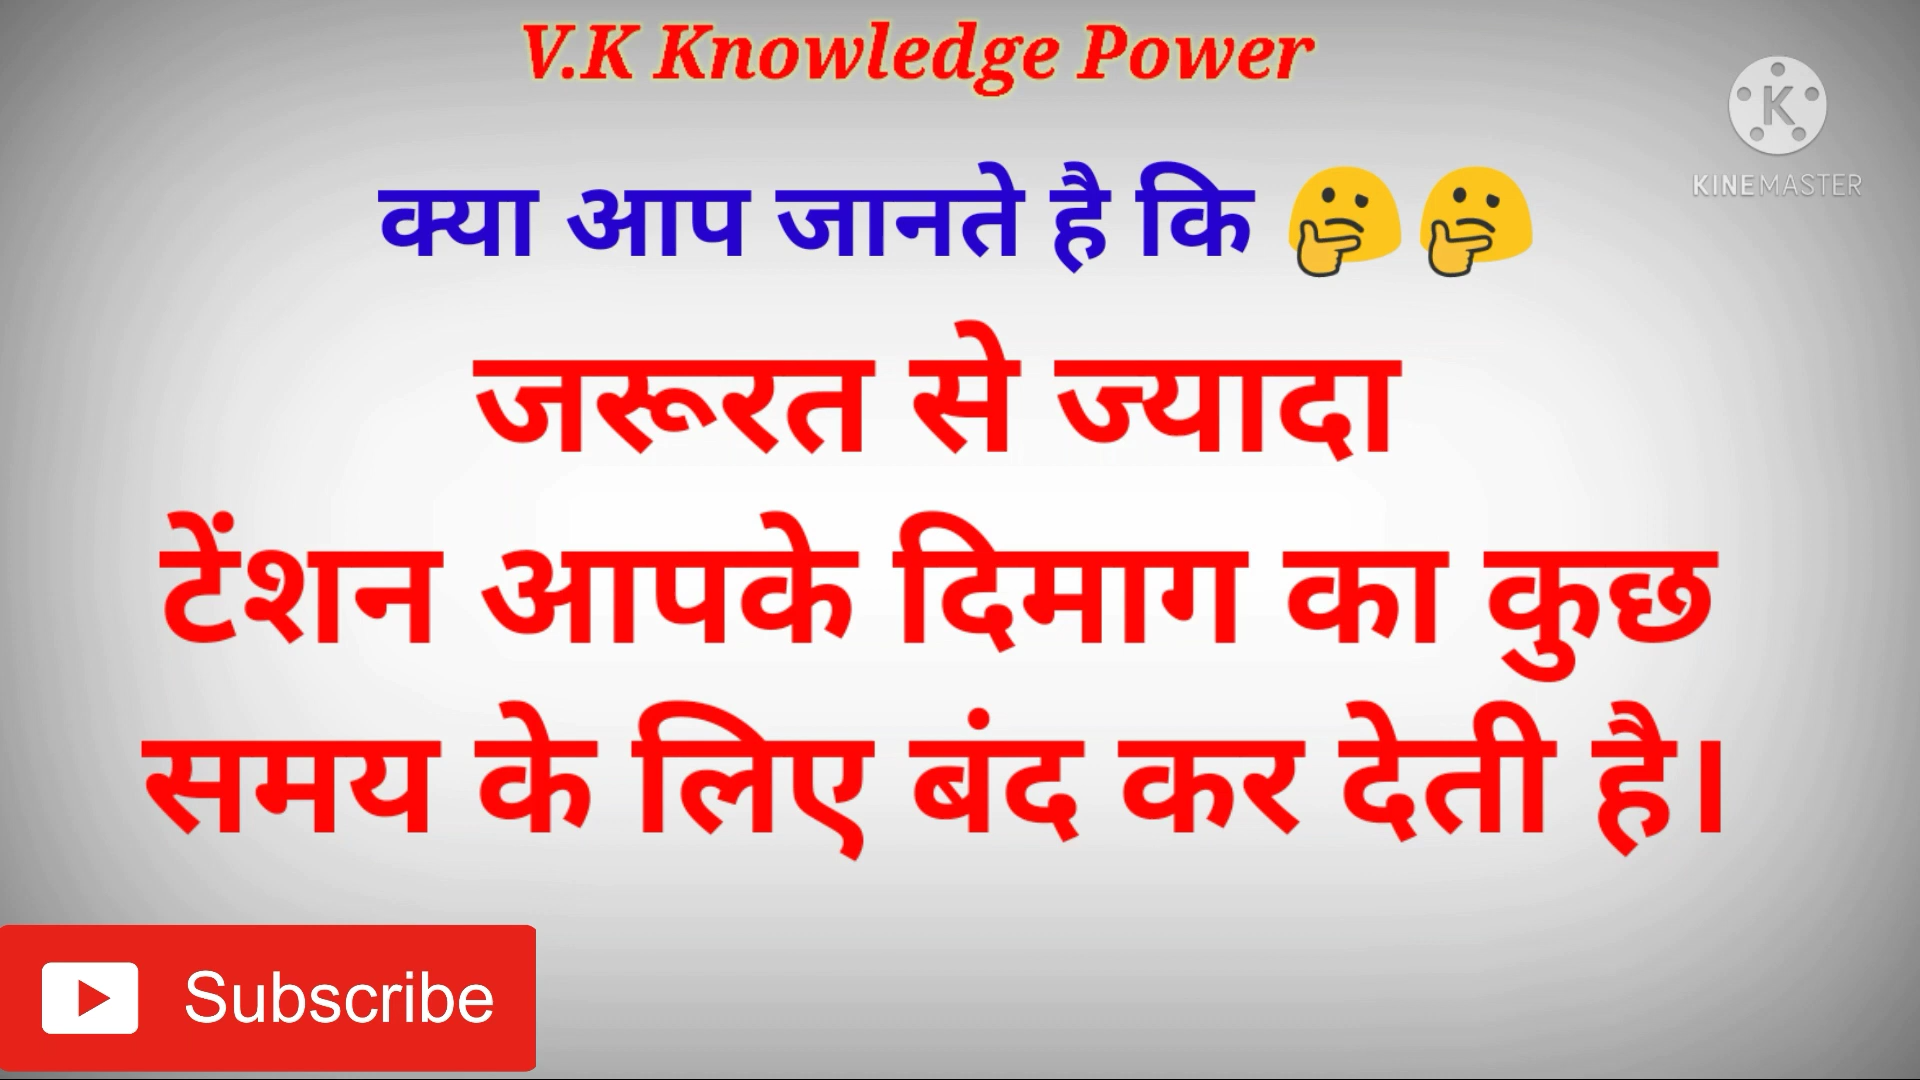 V.K Knowledge Power
KINEMASTER
क्या आप जानते है कि 🤔🤔
जरूरत से ज्यादा
टेंशन आपके दिमाग का कुछ
समय के लिए बंद कर देती है।
Subscribe